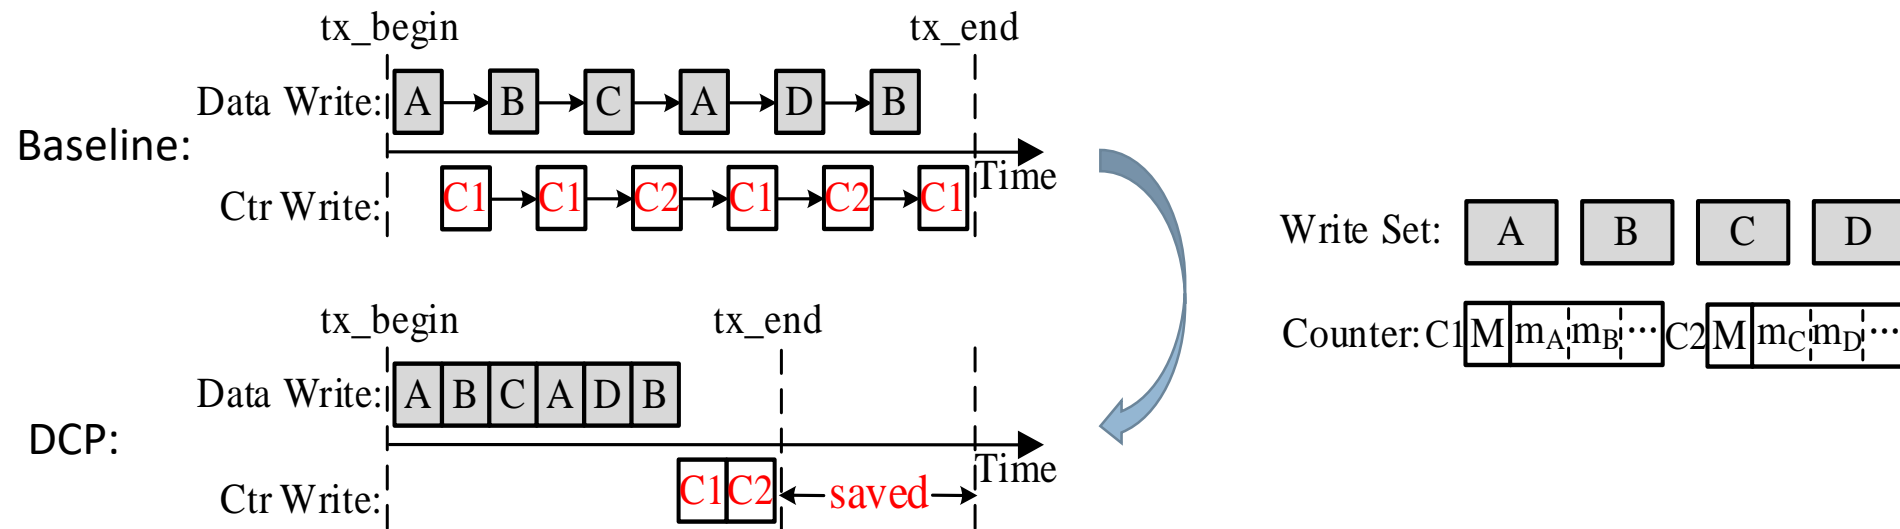 tx_begin tx_end
Data Write: A B C A D B
Baseline:
Time
Ctr Write: C1 C1 C2 C1 C2 C1
Write Set: A B C D
Counter: C1 M mA mB ... C2 M mC mD ...
tx_begin tx_end
Data Write: A B C A D B
DCP:
Time
Ctr Write: C1 C2 saved